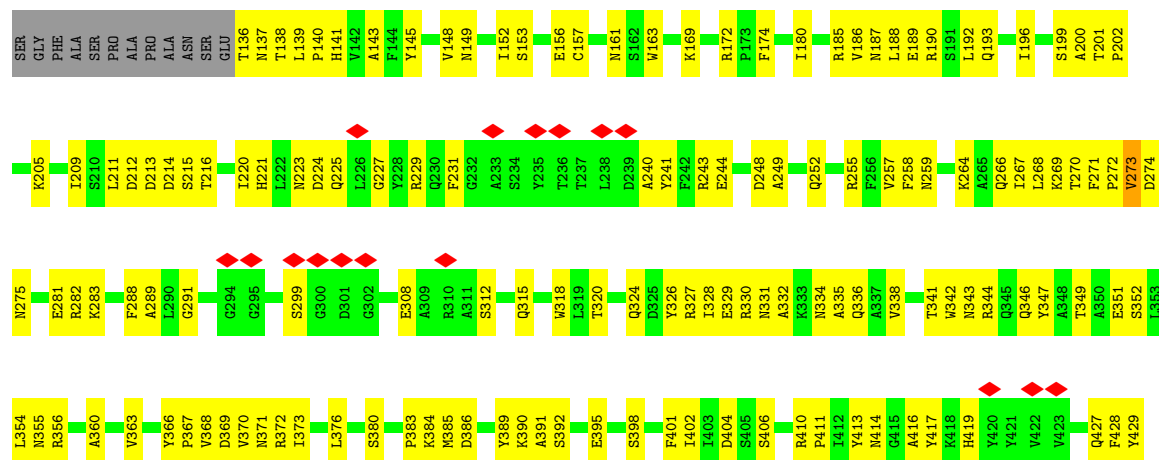 SER GLY PHE ALA SER PRO ALA PRO ALA ASN SER GLU T136 N137 T138 L139 P140 H141 V142 A143 F144 Y145 V148 N149 I152 S153 E156 C157 N161 S162 W163 K169 R172 P173 F174 I180 R185 V186 N187 L188 E189 R190 S191 L192 Q193 I196 S199 A200 T201 P202
K205 I209 S210 L211 D212 D213 D214 S215 T216 I220 H221 L222 N223 D224 Q225 L226 G227 Y228 R229 Q230 F231 G232 A233 S234 Y235 T236 T237 L238 D239 A240 Y241 F242 R243 E244 D248 A249 Q252 R255 F256 V257 F258 N259 K264 A265 Q266 I267 L268 K269 T270 F271 P272 V273 D274
N275 E281 R282 K283 F288 A289 L290 G291 G294 G295 S299 G300 D301 G302 E308 A309 R310 A311 S312 Q315 W318 L319 T320 Q324 D325 Y326 R327 I328 E329 R330 N331 A332 K333 N334 A335 Q336 A337 V338 T341 W342 N343 R344 Q345 Q346 Y347 A348 T349 A350 E351 S352 L353
L354 N355 R356 A360 V363 Y366 P367 V368 D369 V370 N371 R372 I373 L376 S380 P383 K384 M385 D386 Y389 K390 A391 S392 E395 S398 F401 I402 I403 D404 S405 S406 R410 P411 I412 Y413 N414 G415 A416 Y417 K418 H419 Y420 Y421 V422 V423 Q427 F428 Y429